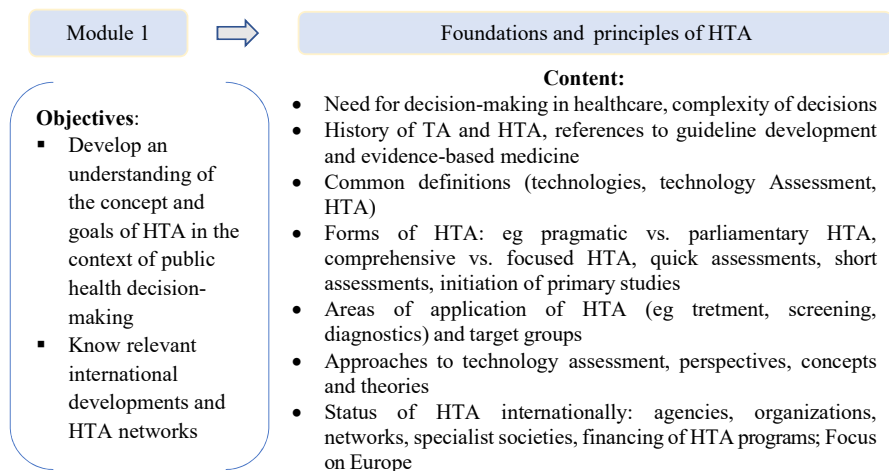 Module 1
Foundations and principles of HTA
Objectives:
▪ Develop an
understanding of
the concept and
goals of HTA in the
context of public
health decision-
making
▪ Know relevant
international
developments and
HTA networks
Content:
• Need for decision-making in healthcare, complexity of decisions
• History of TA and HTA, references to guideline development
and evidence-based medicine
• Common definitions (technologies, technology Assessment,
HTA)
• Forms of HTA: eg pragmatic vs. parliamentary HTA,
comprehensive vs. focused HTA, quick assessments, short
assessments, initiation of primary studies
• Areas of application of HTA (eg tretment, screening,
diagnostics) and target groups
• Approaches to technology assessment, perspectives, concepts
and theories
• Status of HTA internationally: agencies, organizations,
networks, specialist societies, financing of HTA programs; Focus
on Europe